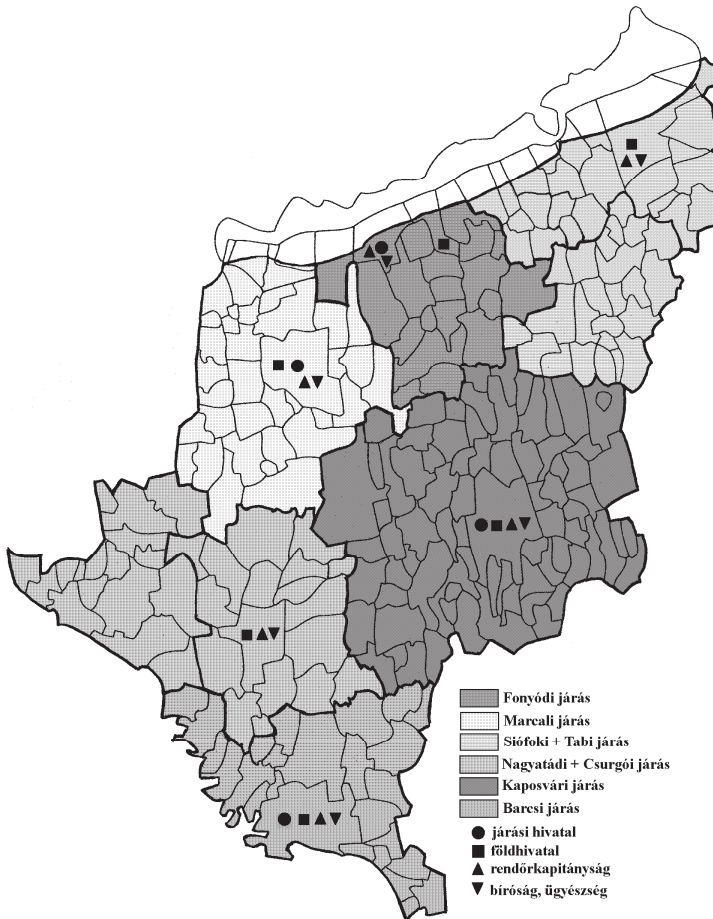 Fonyódi járás
Marcali járás
Siófoki + Tabi járás
Nagyatádi + Csurgói járás
Kaposvári járás
Barcsi járás
járási hivatal
földhivatal
rendőrkapitányság
bíróság, ügyészség